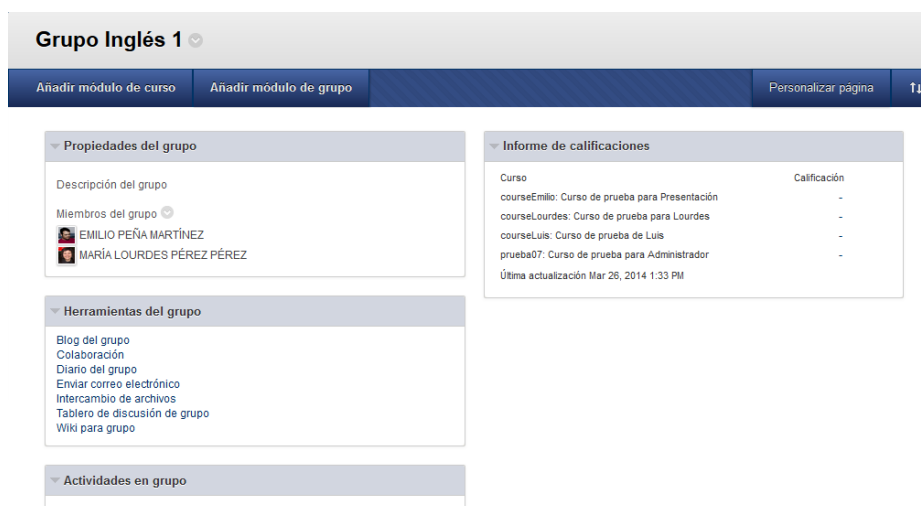 Grupo Inglés 1
Añadir módulo de curso Añadir módulo de grupo Personalizar página
Propiedades del grupo
Descripción del grupo
Miembros del grupo
EMILIO PEÑA MARTÍNEZ
MARÍA LOURDES PÉREZ PÉREZ
Herramientas del grupo
Blog del grupo
Colaboración
Diario del grupo
Enviar correo electrónico
Intercambio de archivos
Tablero de discusión de grupo
Wiki para grupo
Actividades en grupo
Informe de calificaciones
Curso Calificación
courseEmilio: Curso de prueba para Presentación -
courseLourdes: Curso de prueba para Lourdes -
courseLuis: Curso de prueba de Luis -
prueba07: Curso de prueba para Administrador -
Última actualización Mar 26, 2014 1:33 PM